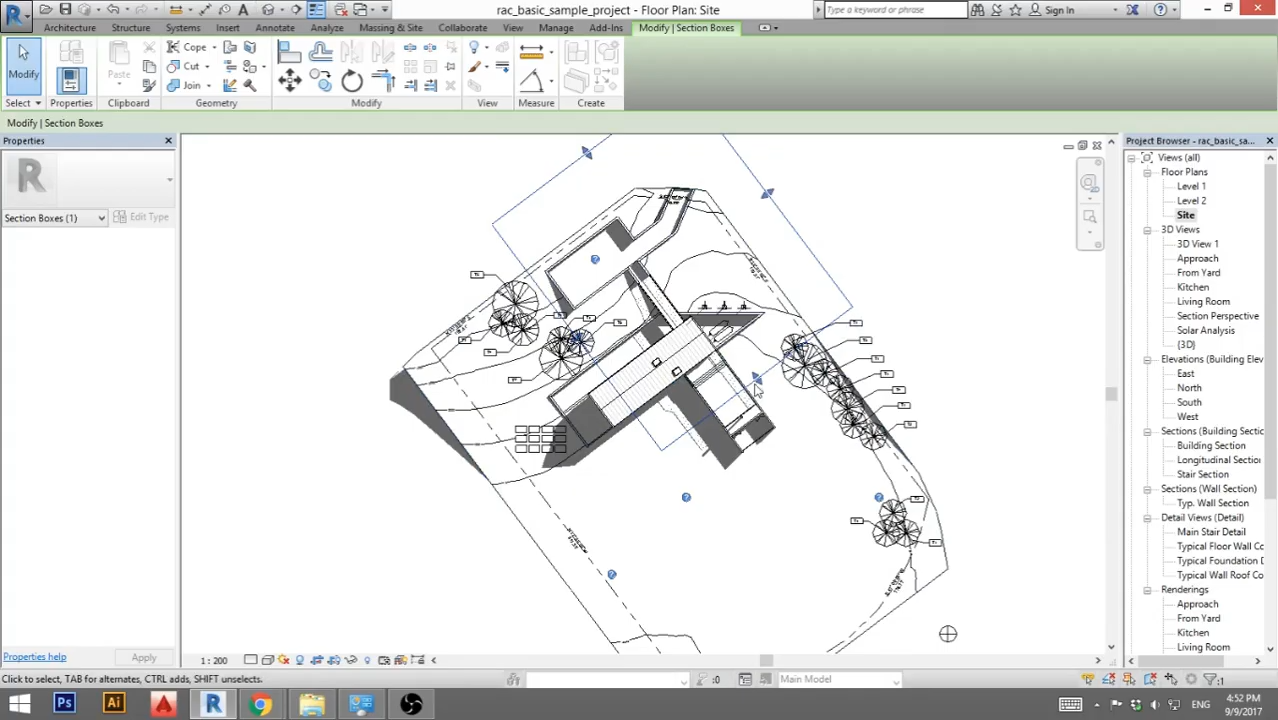 rac_basic_sample_project - Floor Plan: Site
Type a keyword or phrase
Sign In
Architecture Structure Systems Insert Annotate Analyze Massing & Site Collaborate View Manage Add-Ins Modify | Section Boxes
Modify
Paste
Cope
Cut
Join
Select Properties Clipboard Geometry Modify View Measure Create
Modify | Section Boxes
Properties
R
Section Boxes (1)
Edit Type
Properties help
Apply
Project Browser - rac_basic_sa...
Views (all)
Floor Plans
Level 1
Level 2
Site
3D Views
3D View 1
Approach
From Yard
Kitchen
Living Room
Section Perspective
Solar Analysis
{3D}
Elevations (Building Elev
East
North
South
West
Sections (Building Sectio
Building Section
Longitudinal Sectio
Stair Section
Sections (Wall Section)
Typ. Wall Section
Detail Views (Detail)
Main Stair Detail
Typical Floor Wall Co
Typical Foundation D
Typical Wall Roof Co
Renderings
Approach
From Yard
Kitchen
Living Room
1 : 200
Click to select, TAB for alternates, CTRL adds, SHIFT unselects.
:0
Main Model
:1
Ps
Ai
R
ENG
4:52 PM
9/9/2017